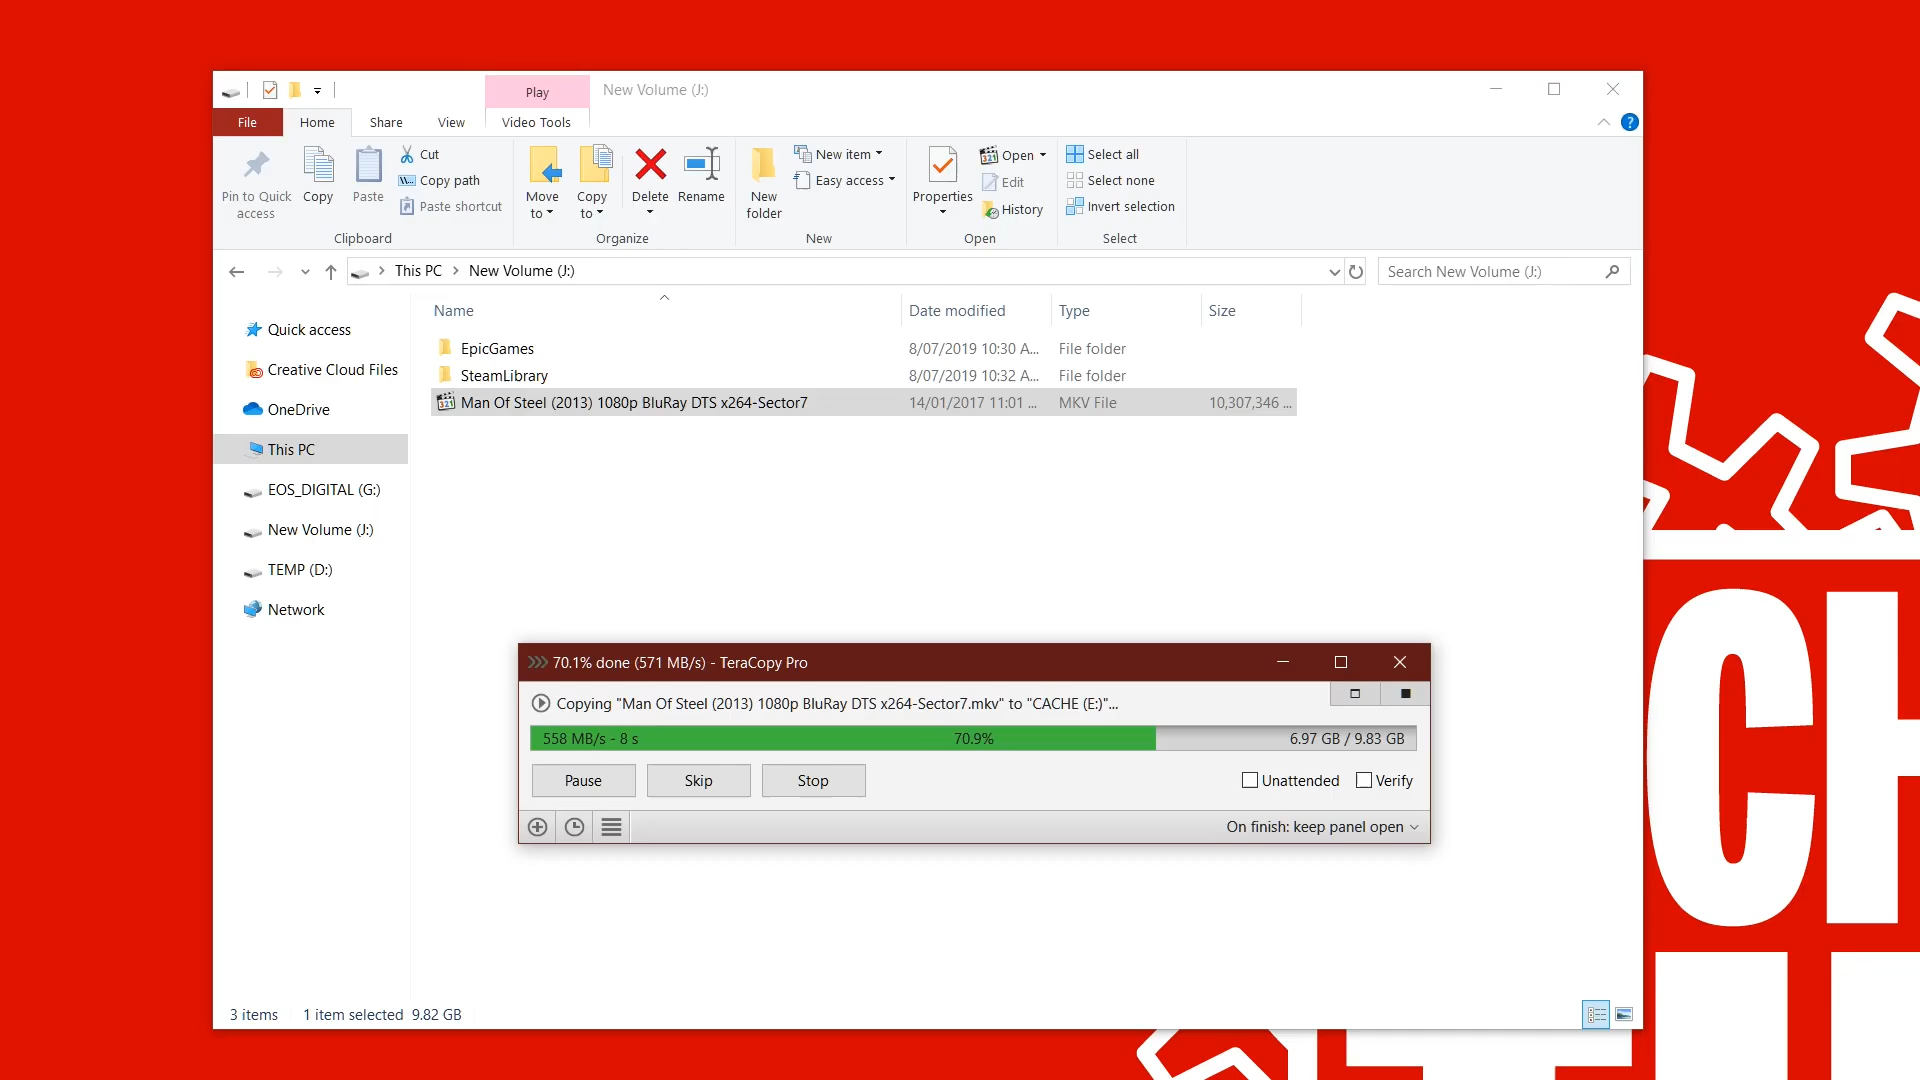 Play
New Volume (J:)
File
Home
Share
View
Video Tools
Pin to Quick access
Copy
Paste
Cut
Copy path
Paste shortcut
Clipboard
Move to
Copy to
Delete
Rename
Organize
New folder
New item
Easy access
New
Properties
Open
Edit
History
Open
Select all
Select none
Invert selection
Select
This PC > New Volume (J:)
Search New Volume (J:)
Name Date modified Type Size
EpicGames 8/07/2019 10:30 A... File folder
SteamLibrary 8/07/2019 10:32 A... File folder
Man Of Steel (2013) 1080p BluRay DTS x264-Sector7 14/01/2017 11:01 ... MKV File 10,307,346 ...
Quick access
Creative Cloud Files
OneDrive
This PC
EOS_DIGITAL (G:)
New Volume (J:)
TEMP (D:)
Network
70.1% done (571 MB/s) - TeraCopy Pro
Copying "Man Of Steel (2013) 1080p BluRay DTS x264-Sector7.mkv" to "CACHE (E:)"...
558 MB/s - 8 s 70.9% 6.97 GB / 9.83 GB
Pause Skip Stop Unattended Verify
On finish: keep panel open
3 items 1 item selected 9.82 GB
CH